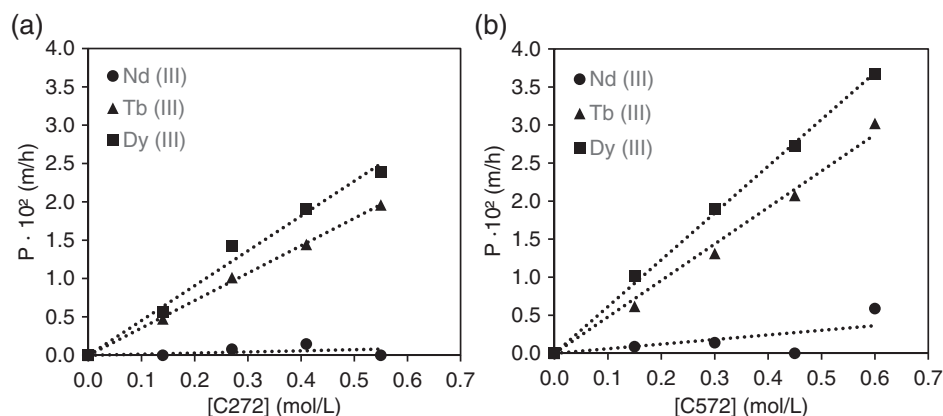 (a)
4.0
3.5
3.0
2.5
2.0
1.5
1.0
0.5
0.0
P · 10² (m/h)
Nd (III)
Tb (III)
Dy (III)
0.0 0.1 0.2 0.3 0.4 0.5 0.6 0.7
[C272] (mol/L)
(b)
4.0
3.5
3.0
2.5
2.0
1.5
1.0
0.5
0.0
P · 10² (m/h)
Nd (III)
Tb (III)
Dy (III)
0.0 0.1 0.2 0.3 0.4 0.5 0.6 0.7
[C572] (mol/L)